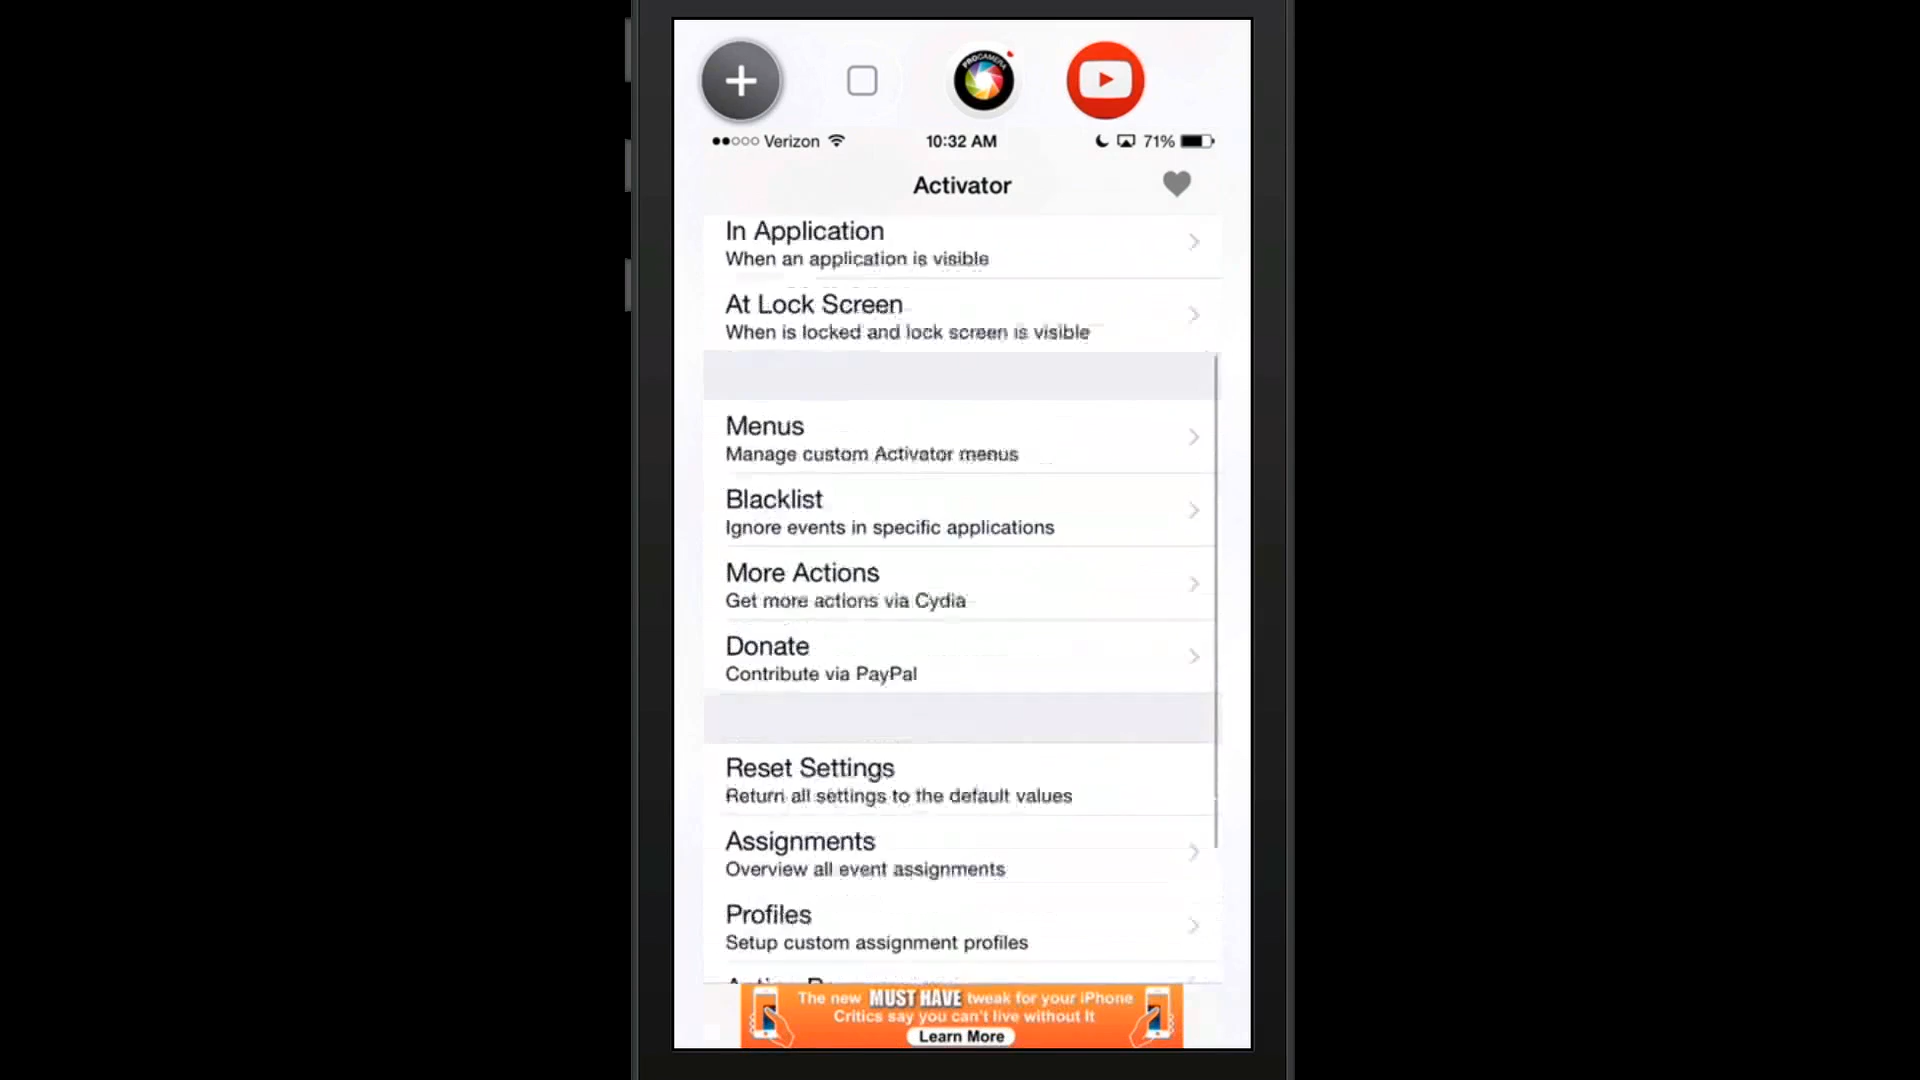 PROCAMERA
Verizon 10:32 AM 71%
Activator
In Application
When an application is visible
At Lock Screen
When is locked and lock screen is visible
Menus
Manage custom Activator menus
Blacklist
Ignore events in specific applications
More Actions
Get more actions via Cydia
Donate
Contribute via PayPal
Reset Settings
Return all settings to the default values
Assignments
Overview all event assignments
Profiles
Setup custom assignment profiles
The new MUST HAVE tweak for your iPhone
Critics say you can't live without it
Learn More